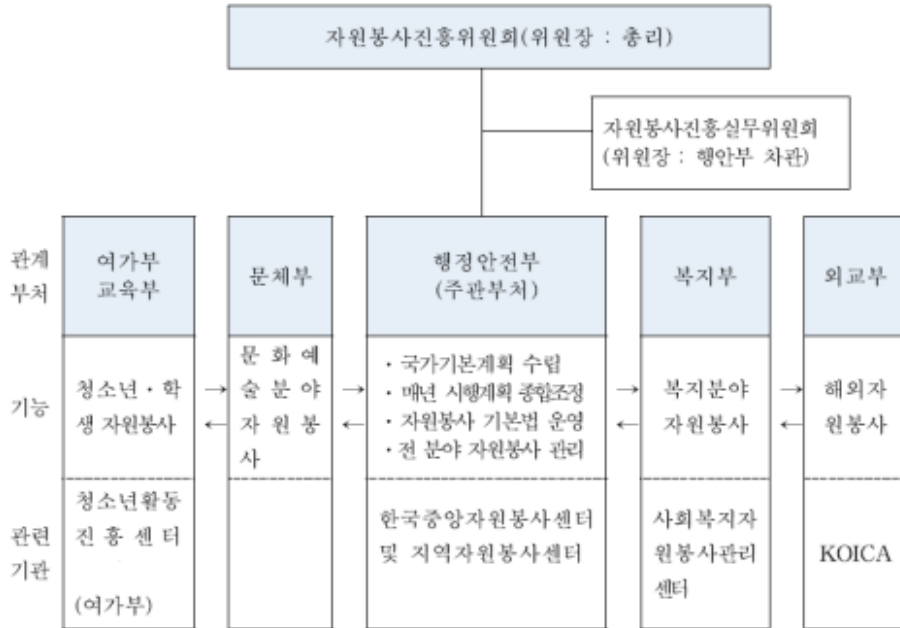 자원봉사진흥위원회(위원장 : 총리)
자원봉사진흥실무위원회
(위원장 : 행안부 차관)
관계
부처
여가부
교육부
문체부
행정안전부
(주관부처)
복지부
외교부
기능
청소년·학
생 자원봉사
문 화 예
술 분 야
자 원 봉
사
· 국가기본계획 수립
· 매년 시행계획 종합조정
· 자원봉사 기본법 운영
· 전 분야 자원봉사 관리
복지분야
자원봉사
해외자
원봉사
관련
기관
청소년활동
진 흥 센 터
(여가부)
한국중앙자원봉사센터
및 지역자원봉사센터
사회복지자
원봉사관리
센터
KOICA